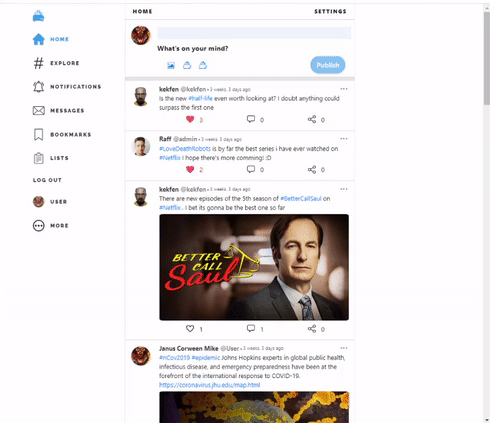 HOME
EXPLORE
NOTIFICATIONS
MESSAGES
BOOKMARKS
LISTS
LOG OUT
USER
MORE
HOME SETTINGS
What's on your mind?
Publish
kekfen @kekfen • 3 weeks, 3 days ago
Is the new #half-life even worth looking at? I doubt anything could
surpass the first one
3 0 0
Raff @admin • 3 weeks, 3 days ago
#LoveDeathRobots is by far the best series i have ever watched on
#Netflix I hope there's more comming! :D
2 0 0
kekfen @kekfen • 3 weeks, 3 days ago
There are new episodes of the 5th season of #BetterCallSaul on
#Netflix . I bet its gonna be the best one so far
BETTER
CALL
Saul
1 1 0
Janus Corween Mike @User • 3 weeks, 3 days ago
#nCov2019 #epidemic Johns Hopkins experts in global public health,
infectious disease, and emergency preparedness have been at the
forefront of the international response to COVID-19.
https://coronavirus.jhu.edu/map.html